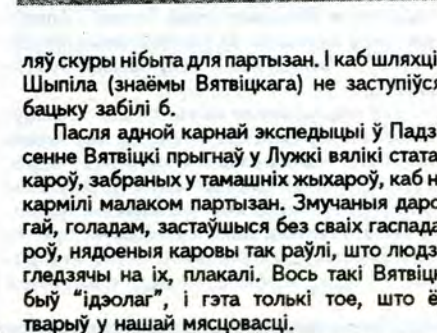 ляў скуры нібыта для партызан. І каб шляхці
Шыпіла (знаёмы Вятвіцкага) не заступіўся
бацьку забілі б.
Пасля адной карнай экспедыцыі ў Падз
сенне Вятвіцкі прыгнаў у Лужкі вялікі стата
кароў, забраных у тамашніх жыхароў, каб н
кармілі малаком партызан. Змучаныя даро
гай, голадам, застаўшыся без сваіх гаспада
роў, нядоеныя каровы так раўлі, што людз
гледзячы на іх, плакалі. Вось такі Вятвіцк
быў "ідэолаг", і гэта толькі тое, што ё
тварыў у нашай мясцовасці.